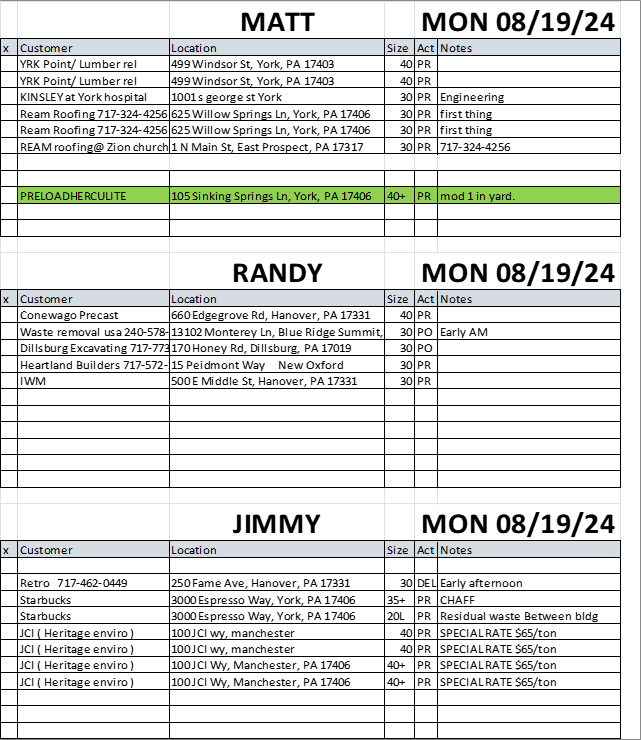 MATT MON 08/19/24
x Customer Location Size Act Notes
YRK Point/ Lumber rel 499 Windsor St, York, PA 17403 40 PR
YRK Point/ Lumber rel 499 Windsor St, York, PA 17403 40 PR
KINSLEY at York hospital 1001 s george st York 30 PR Engineering
Ream Roofing 717-324-4256 625 Willow Springs Ln, York, PA 17406 30 PR first thing
Ream Roofing 717-324-4256 625 Willow Springs Ln, York, PA 17406 30 PR first thing
REAM roofing@ Zion church 1 N Main St, East Prospect, PA 17317 30 PR 717-324-4256
PRELOADHERCULITE 105 Sinking Springs Ln, York, PA 17406 40+ PR mod 1 in yard.
RANDY MON 08/19/24
x Customer Location Size Act Notes
Conewago Precast 660 Edgegrove Rd, Hanover, PA 17331 40 PR
Waste removal usa 240-578- 13102 Monterey Ln, Blue Ridge Summit, 30 PO Early AM
Dillsburg Excavating 717-773 170 Honey Rd, Dillsburg, PA 17019 30 PO
Heartland Builders 717-572- 15 Peidmont Way New Oxford 30 PR
IWM 500 E Middle St, Hanover, PA 17331 30 PR
JIMMY MON 08/19/24
x Customer Location Size Act Notes
Retro 717-462-0449 250 Fame Ave, Hanover, PA 17331 30 DEL Early afternoon
Starbucks 3000 Espresso Way, York, PA 17406 35+ PR CHAFF
Starbucks 3000 Espresso Way, York, PA 17406 20L PR Residual waste Between bldg
JCI ( Heritage enviro ) 100 JCI wy, manchester 40 PR SPECIAL RATE $65/ton
JCI ( Heritage enviro ) 100 JCI wy, manchester 40 PR SPECIAL RATE $65/ton
JCI ( Heritage enviro ) 100 JCI Wy, Manchester, PA 17406 40+ PR SPECIAL RATE $65/ton
JCI ( Heritage enviro ) 100 JCI Wy, Manchester, PA 17406 40+ PR SPECIAL RATE $65/ton